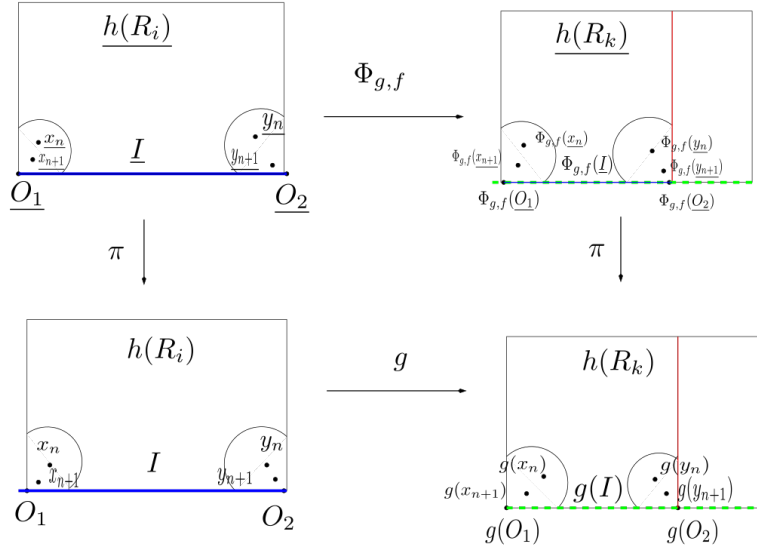 h(R_i)
h(R_k)
Φ_{g,f}
x_n
x_{n+1}
I
y_n
y_{n+1}
Φ_{g,f}(x_n)
Φ_{g,f}(x_{n+1})
Φ_{g,f}(I)
Φ_{g,f}(y_n)
Φ_{g,f}(y_{n+1})
O_1
O_2
Φ_{g,f}(O_1)
Φ_{g,f}(O_2)
π
π
h(R_i)
g
h(R_k)
x_n
x_{n+1}
I
y_n
y_{n+1}
g(x_n)
g(x_{n+1})
g(I)
g(y_n)
g(y_{n+1})
O_1
O_2
g(O_1)
g(O_2)